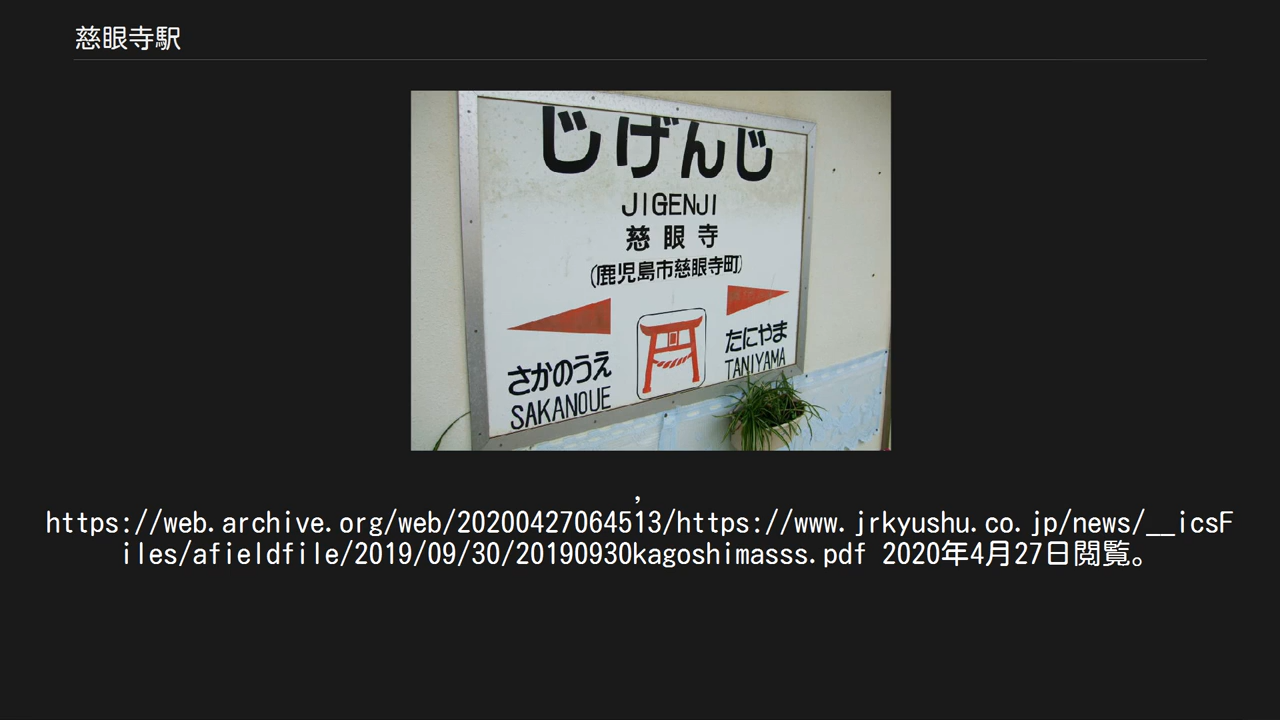 慈眼寺駅
じげんじ
JIGENJI
慈眼寺
(鹿児島市慈眼寺町)
さかのうえ
SAKANOUE
たにやま
TANIYAMA
,
https://web.archive.org/web/20200427064513/https://www.jrkyushu.co.jp/news/__icsF
iles/afieldfile/2019/09/30/20190930kagoshimasss.pdf 2020年4月27日閲覧。